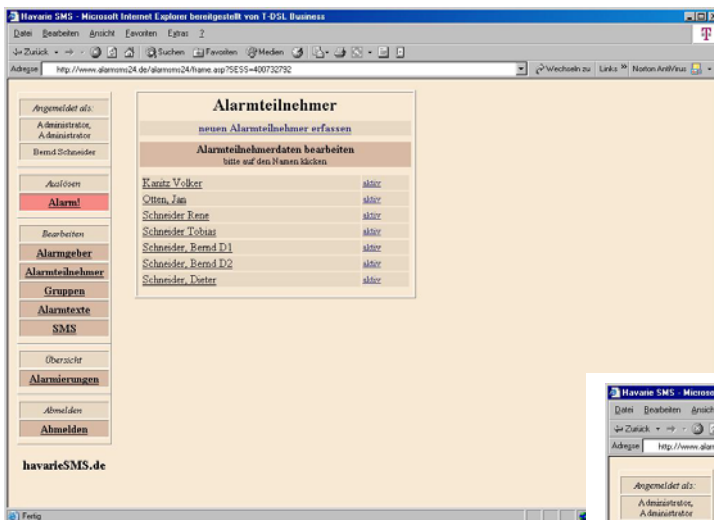 Havarie SMS - Microsoft Internet Explorer bereitgestellt von T-DSL Business
Datei Bearbeiten Ansicht Favoriten Extras ?
Zurück Suchen Favoriten Medien
Adresse http://www.alarmsms24.de/alarmsms24/frame.asp?SESS=400732792 Wechseln zu Links » Norton AntiVirus
Angemeldet als:
Administrator,
Administrator
Bernd Schneider
Auslösen
Alarm!
Bearbeiten
Alarmgeber
Alarmteilnehmer
Gruppen
Alarmtexte
SMS
Übersicht
Alarmierungen
Abmelden
Abmelden
havarieSMS.de
Alarmteilnehmer
neuen Alarmteilnehmer erfassen
Alarmteilnehmerdaten bearbeiten
bitte auf den Namen klicken
Kanitz Volker aktiv
Otten, Jan aktiv
Schneider Rene aktiv
Schneider Tobias aktiv
Schneider, Bernd D1 aktiv
Schneider, Bernd D2 aktiv
Schneider, Dieter aktiv
Fertig
Havarie SMS - Microso
Datei Bearbeiten Ansich
Zurück
Adresse http://www.alar
Angemeldet als:
Administrator,
Administrator